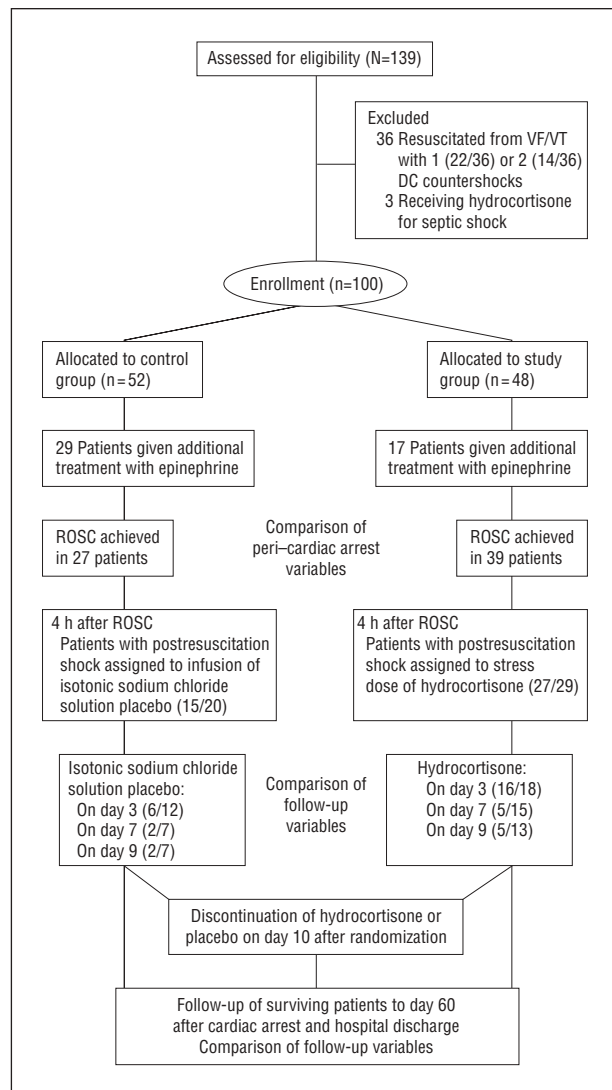 Assessed for eligibility (N=139)
Excluded
36 Resuscitated from VF/VT
with 1 (22/36) or 2 (14/36)
DC countershocks
3 Receiving hydrocortisone
for septic shock
Enrollment (n=100)
Allocated to control
group (n=52)
Allocated to study
group (n=48)
29 Patients given additional
treatment with epinephrine
17 Patients given additional
treatment with epinephrine
ROSC achieved
in 27 patients
Comparison of
peri–cardiac arrest
variables
ROSC achieved
in 39 patients
4 h after ROSC
Patients with postresuscitation
shock assigned to infusion of
isotonic sodium chloride
solution placebo (15/20)
4 h after ROSC
Patients with postresuscitation
shock assigned to stress
dose of hydrocortisone (27/29)
Isotonic sodium chloride
solution placebo:
On day 3 (6/12)
On day 7 (2/7)
On day 9 (2/7)
Comparison of
follow-up
variables
Hydrocortisone:
On day 3 (16/18)
On day 7 (5/15)
On day 9 (5/13)
Discontinuation of hydrocortisone or
placebo on day 10 after randomization
Follow-up of surviving patients to day 60
after cardiac arrest and hospital discharge
Comparison of follow-up variables